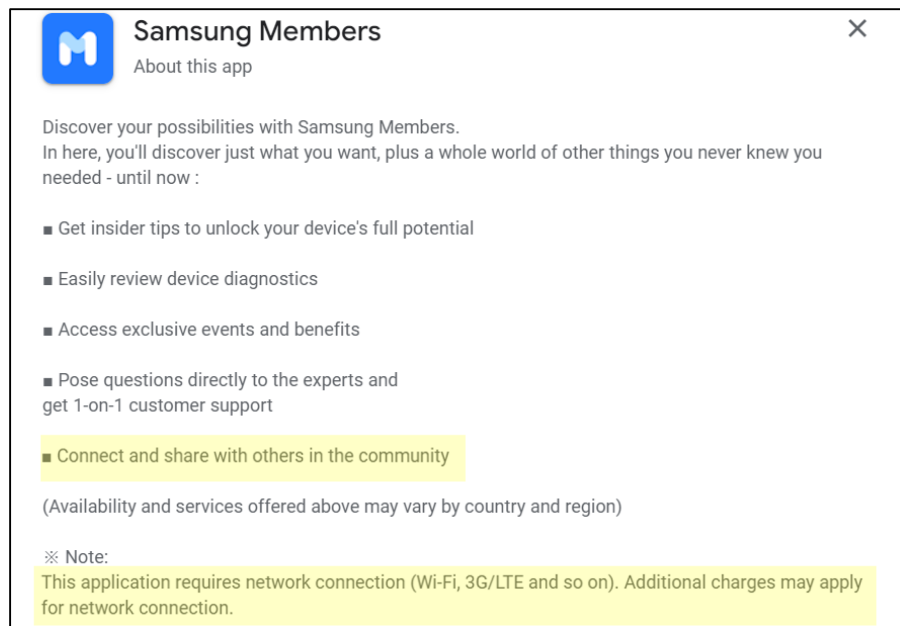 Samsung Members
About this app
Discover your possibilities with Samsung Members.
In here, you'll discover just what you want, plus a whole world of other things you never knew you
needed - until now :
■ Get insider tips to unlock your device's full potential
■ Easily review device diagnostics
■ Access exclusive events and benefits
■ Pose questions directly to the experts and
get 1-on-1 customer support
■ Connect and share with others in the community
(Availability and services offered above may vary by country and region)
※ Note:
This application requires network connection (Wi-Fi, 3G/LTE and so on). Additional charges may apply
for network connection.